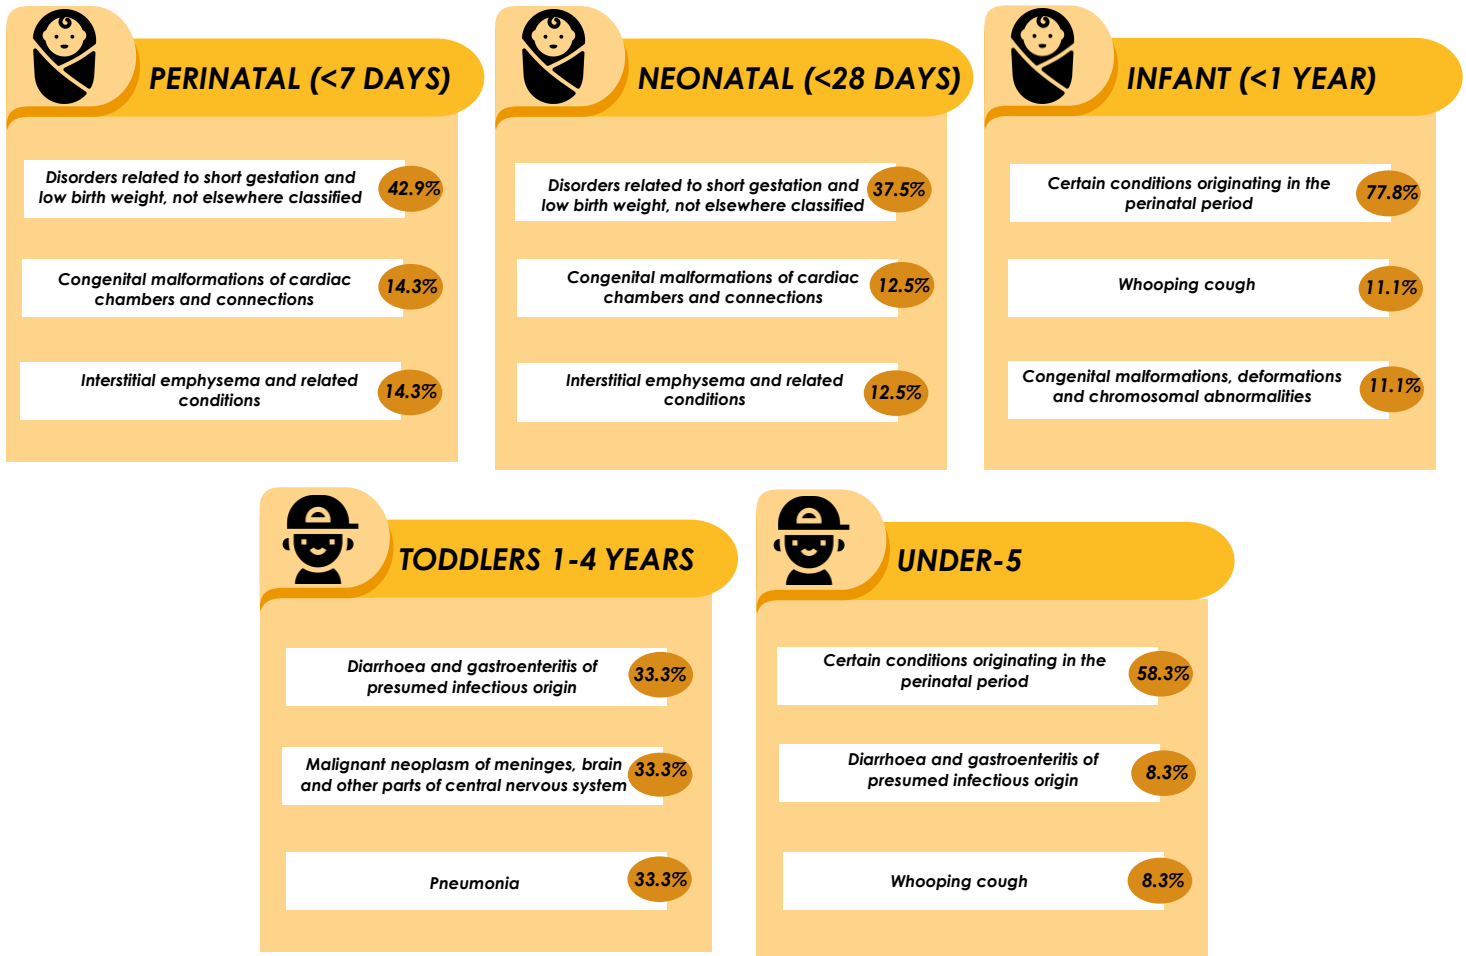 PERINATAL (<7 DAYS)
Disorders related to short gestation and
low birth weight, not elsewhere classified
42.9%
Congenital malformations of cardiac
chambers and connections
14.3%
Interstitial emphysema and related
conditions
14.3%
NEONATAL (<28 DAYS)
Disorders related to short gestation and
low birth weight, not elsewhere classified
37.5%
Congenital malformations of cardiac
chambers and connections
12.5%
Interstitial emphysema and related
conditions
12.5%
INFANT (<1 YEAR)
Certain conditions originating in the
perinatal period
77.8%
Whooping cough
11.1%
Congenital malformations, deformations
and chromosomal abnormalities
11.1%
TODDLERS 1-4 YEARS
Diarrhoea and gastroenteritis of
presumed infectious origin
33.3%
Malignant neoplasm of meninges, brain
and other parts of central nervous system
33.3%
Pneumonia
33.3%
UNDER-5
Certain conditions originating in the
perinatal period
58.3%
Diarrhoea and gastroenteritis of
presumed infectious origin
8.3%
Whooping cough
8.3%